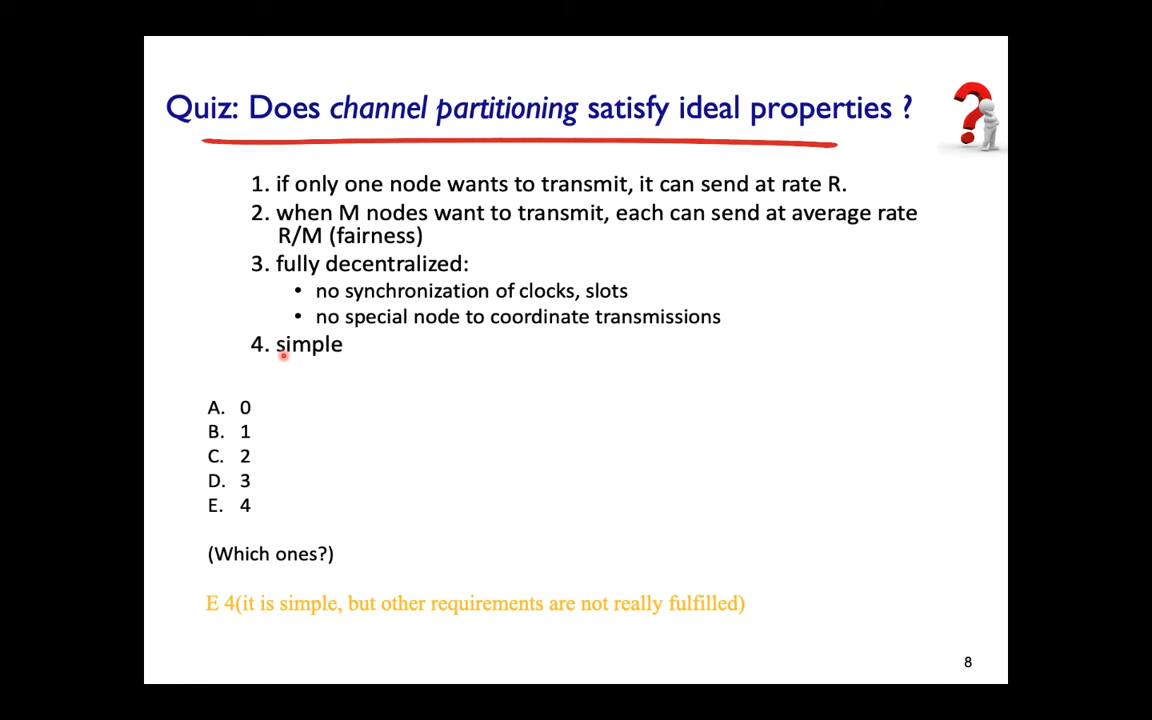 Quiz: Does channel partitioning satisfy ideal properties ?
1. if only one node wants to transmit, it can send at rate R.
2. when M nodes want to transmit, each can send at average rate
R/M (fairness)
3. fully decentralized:
• no synchronization of clocks, slots
• no special node to coordinate transmissions
4. simple
A. 0
B. 1
C. 2
D. 3
E. 4
(Which ones?)
E 4(it is simple, but other requirements are not really fulfilled)
8